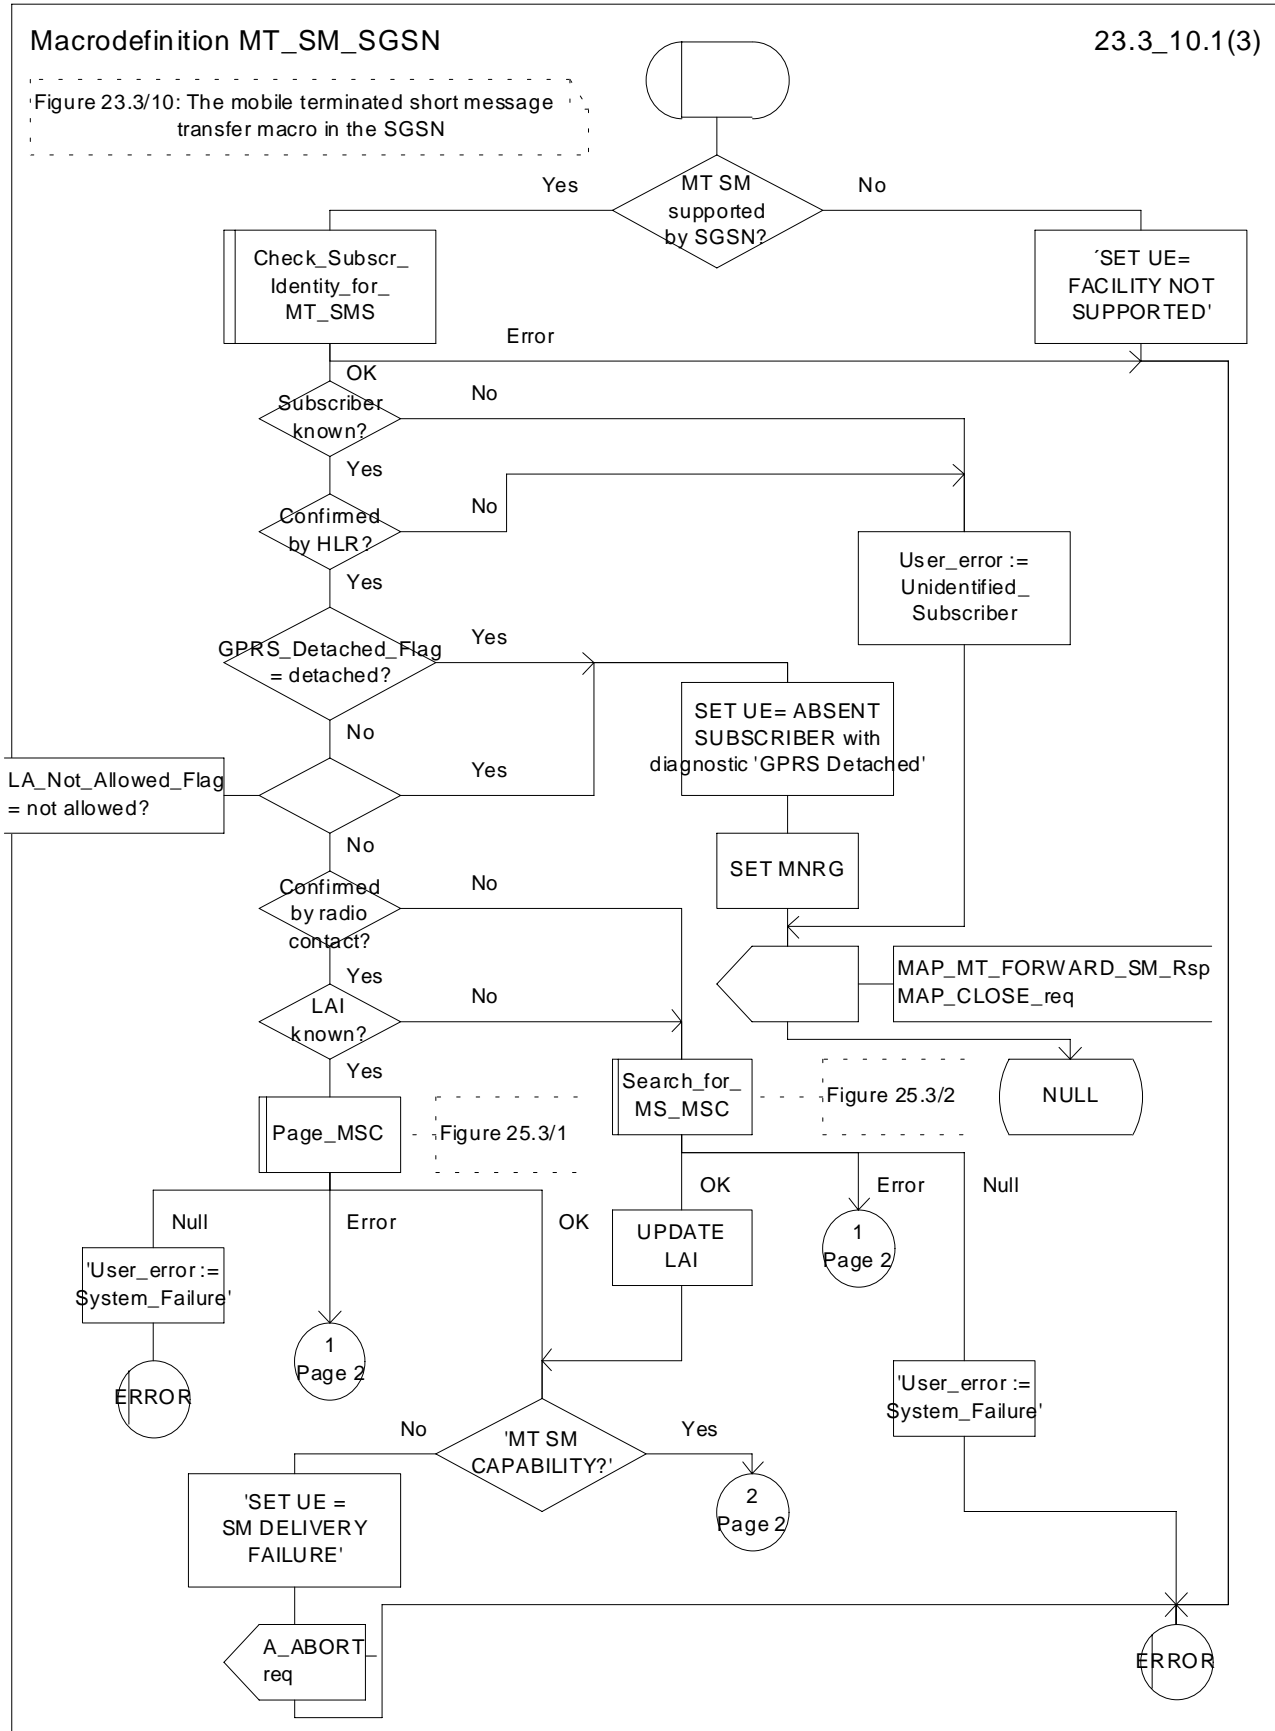 Macrodefinition MT_SM_SGSN
23.3_10.1(3)
Figure 23.3/10: The mobile terminated short message
transfer macro in the SGSN
MT SM
supported
by SGSN?
Yes
No
Check_Subscr_
Identity_for_
MT_SMS
´SET UE=
FACILITY NOT
SUPPORTED'
Error
OK
Subscriber
known?
No
Yes
Confirmed
by HLR?
No
Yes
User_error :=
Unidentified_
Subscriber
GPRS_Detached_Flag
= detached?
Yes
No
SET UE= ABSENT
SUBSCRIBER with
diagnostic 'GPRS Detached'
LA_Not_Allowed_Flag
= not allowed?
Yes
No
SET MNRG
Confirmed
by radio
contact?
No
Yes
MAP_MT_FORWARD_SM_Rsp
MAP_CLOSE_req
LAI
known?
No
Yes
Search_for_
MS_MSC
Figure 25.3/2
NULL
Page_MSC
Figure 25.3/1
Null
Error
OK
OK
Error
Null
'User_error :=
System_Failure'
UPDATE
LAI
1
Page 2
1
Page 2
ERROR
'User_error :=
System_Failure'
'MT SM
CAPABILITY?'
No
Yes
2
Page 2
'SET UE =
SM DELIVERY
FAILURE'
A_ABORT_
req
ERROR